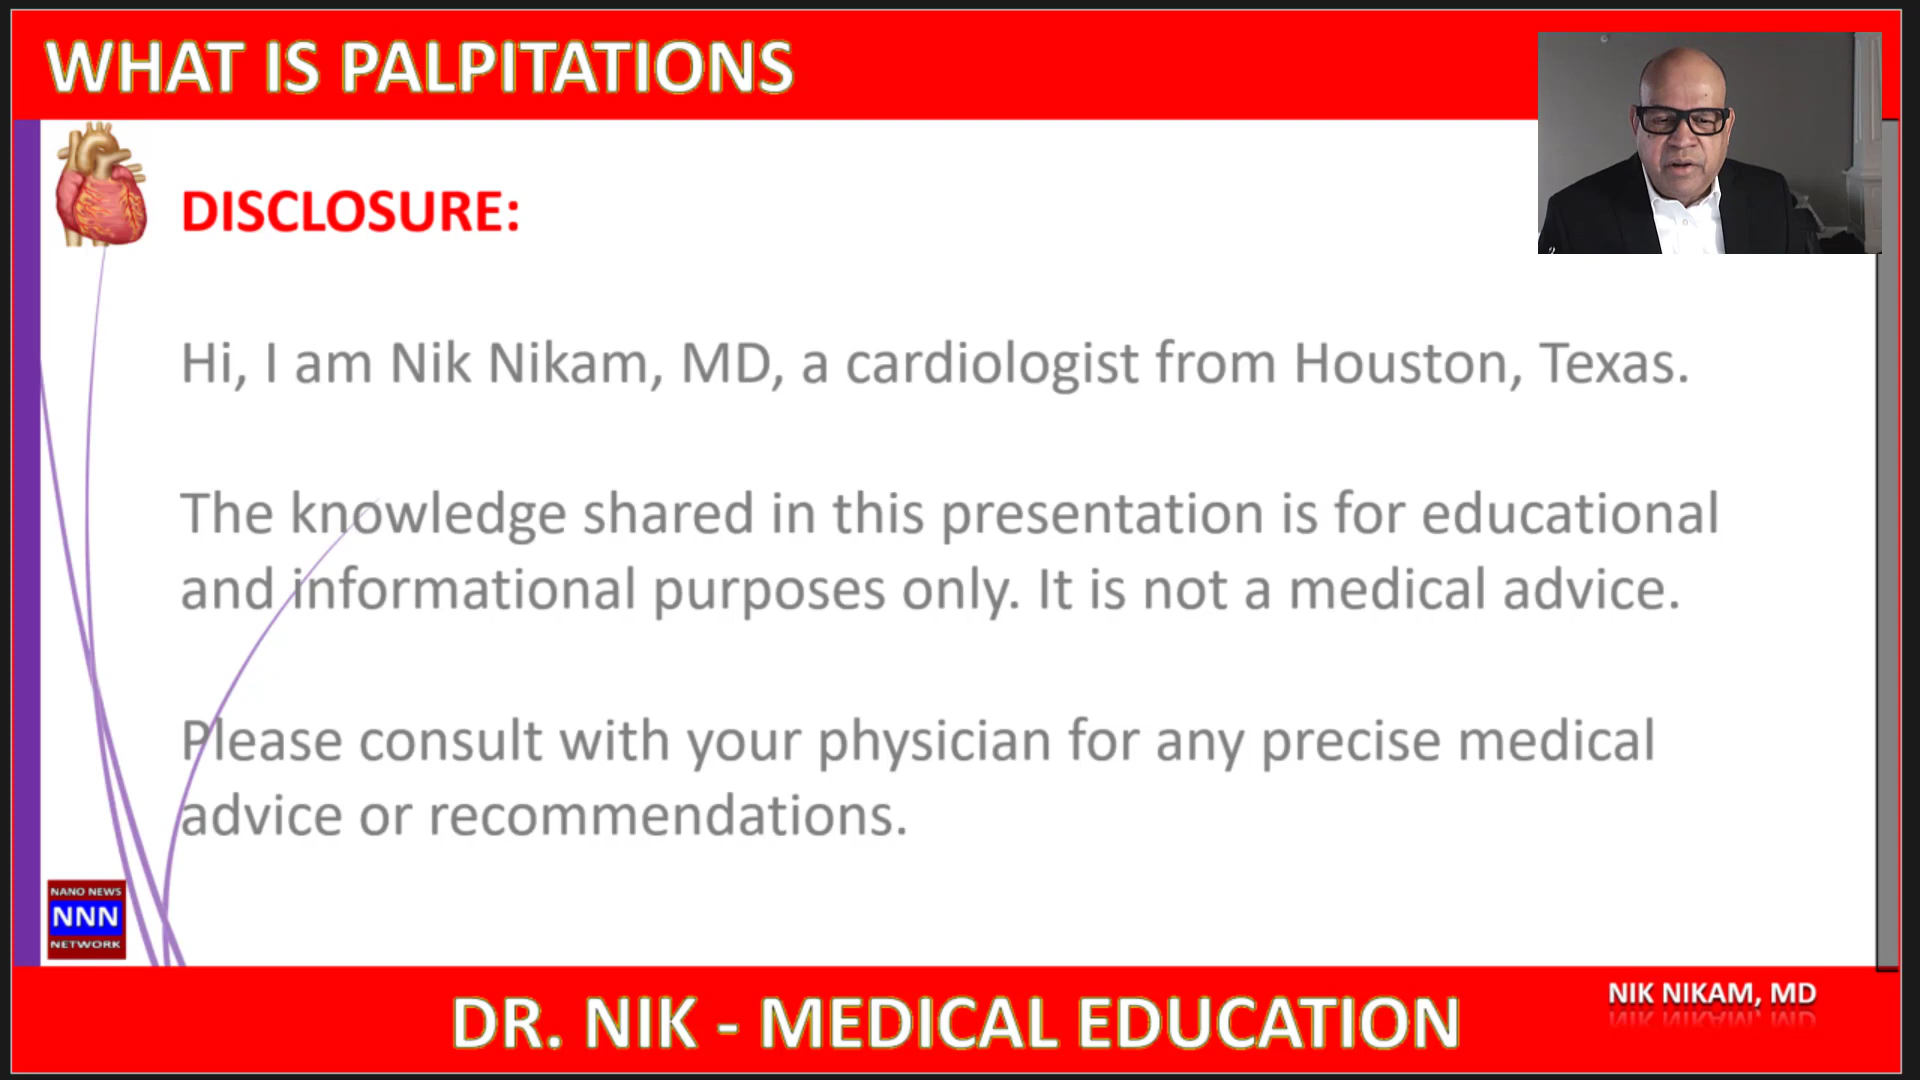 WHAT IS PALPITATIONS
DISCLOSURE:
Hi, I am Nik Nikam, MD, a cardiologist from Houston, Texas.
The knowledge shared in this presentation is for educational
and informational purposes only. It is not a medical advice.
Please consult with your physician for any precise medical
advice or recommendations.
NANO NEWS
NNN
NETWORK
DR. NIK - MEDICAL EDUCATION
NIK NIKAM, MD